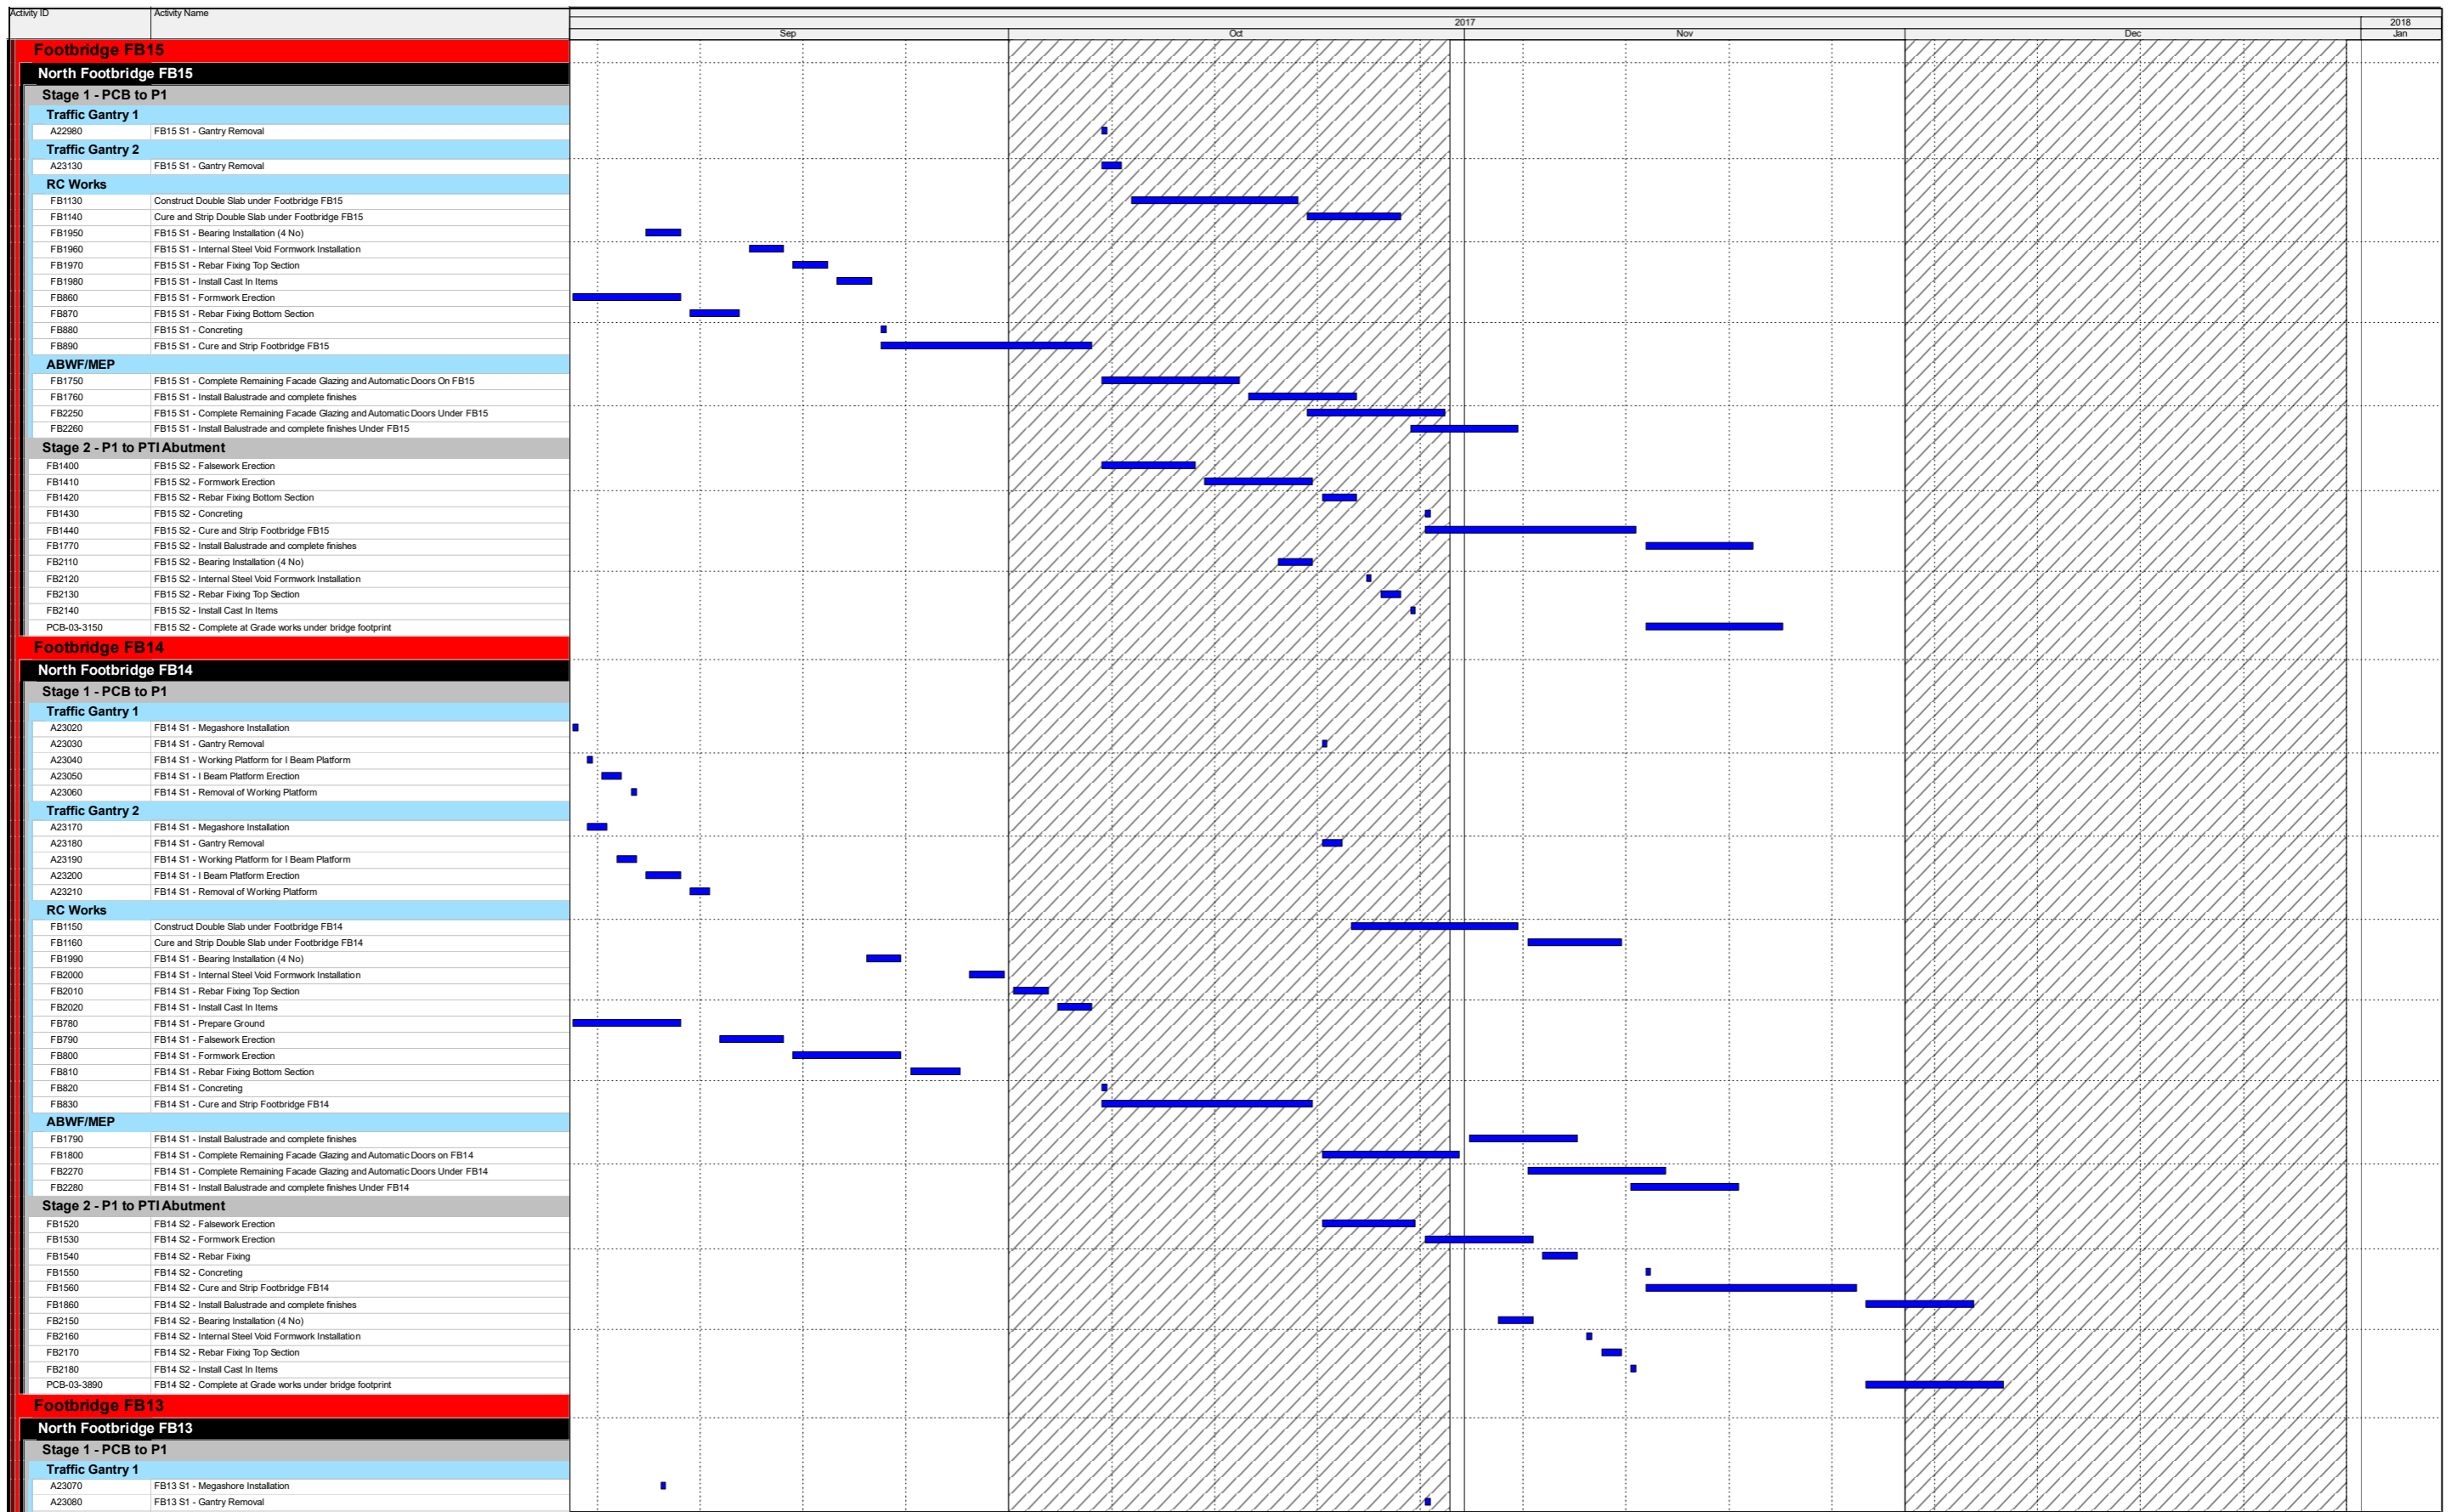 Activity ID Activity Name
2017 2018
Sep Oct Nov Dec Jan
Footbridge FB15
North Footbridge FB15
Stage 1 - PCB to P1
Traffic Gantry 1
A22980 FB15 S1 - Gantry Removal
Traffic Gantry 2
A23130 FB15 S1 - Gantry Removal
RC Works
FB1130 Construct Double Slab under Footbridge FB15
FB1140 Cure and Strip Double Slab under Footbridge FB15
FB1950 FB15 S1 - Bearing Installation (4 No)
FB1960 FB15 S1 - Internal Steel Void Formwork Installation
FB1970 FB15 S1 - Rebar Fixing Top Section
FB1980 FB15 S1 - Install Cast In Items
FB860 FB15 S1 - Formwork Erection
FB870 FB15 S1 - Rebar Fixing Bottom Section
FB880 FB15 S1 - Concreting
FB890 FB15 S1 - Cure and Strip Footbridge FB15
ABWF/MEP
FB1750 FB15 S1 - Complete Remaining Facade Glazing and Automatic Doors On FB15
FB1760 FB15 S1 - Install Balustrade and complete finishes
FB2250 FB15 S1 - Complete Remaining Facade Glazing and Automatic Doors Under FB15
FB2260 FB15 S1 - Install Balustrade and complete finishes Under FB15
Stage 2 - P1 to PTI Abutment
FB1400 FB15 S2 - Falsework Erection
FB1410 FB15 S2 - Formwork Erection
FB1420 FB15 S2 - Rebar Fixing Bottom Section
FB1430 FB15 S2 - Concreting
FB1440 FB15 S2 - Cure and Strip Footbridge FB15
FB1770 FB15 S2 - Install Balustrade and complete finishes
FB2110 FB15 S2 - Bearing Installation (4 No)
FB2120 FB15 S2 - Internal Steel Void Formwork Installation
FB2130 FB15 S2 - Rebar Fixing Top Section
FB2140 FB15 S2 - Install Cast In Items
PCB-03-3150 FB15 S2 - Complete at Grade works under bridge footprint
Footbridge FB14
North Footbridge FB14
Stage 1 - PCB to P1
Traffic Gantry 1
A23020 FB14 S1 - Megashore Installation
A23030 FB14 S1 - Gantry Removal
A23040 FB14 S1 - Working Platform for I Beam Platform
A23050 FB14 S1 - I Beam Platform Erection
A23060 FB14 S1 - Removal of Working Platform
Traffic Gantry 2
A23170 FB14 S1 - Megashore Installation
A23180 FB14 S1 - Gantry Removal
A23190 FB14 S1 - Working Platform for I Beam Platform
A23200 FB14 S1 - I Beam Platform Erection
A23210 FB14 S1 - Removal of Working Platform
RC Works
FB1150 Construct Double Slab under Footbridge FB14
FB1160 Cure and Strip Double Slab under Footbridge FB14
FB1990 FB14 S1 - Bearing Installation (4 No)
FB2000 FB14 S1 - Internal Steel Void Formwork Installation
FB2010 FB14 S1 - Rebar Fixing Top Section
FB2020 FB14 S1 - Install Cast In Items
FB780 FB14 S1 - Prepare Ground
FB790 FB14 S1 - Falsework Erection
FB800 FB14 S1 - Formwork Erection
FB810 FB14 S1 - Rebar Fixing Bottom Section
FB820 FB14 S1 - Concreting
FB830 FB14 S1 - Cure and Strip Footbridge FB14
ABWF/MEP
FB1790 FB14 S1 - Install Balustrade and complete finishes
FB1800 FB14 S1 - Complete Remaining Facade Glazing and Automatic Doors on FB14
FB2270 FB14 S1 - Complete Remaining Facade Glazing and Automatic Doors Under FB14
FB2280 FB14 S1 - Install Balustrade and complete finishes Under FB14
Stage 2 - P1 to PTI Abutment
FB1520 FB14 S2 - Falsework Erection
FB1530 FB14 S2 - Formwork Erection
FB1540 FB14 S2 - Rebar Fixing
FB1550 FB14 S2 - Concreting
FB1560 FB14 S2 - Cure and Strip Footbridge FB14
FB1860 FB14 S2 - Install Balustrade and complete finishes
FB2150 FB14 S2 - Bearing Installation (4 No)
FB2160 FB14 S2 - Internal Steel Void Formwork Installation
FB2170 FB14 S2 - Rebar Fixing Top Section
FB2180 FB14 S2 - Install Cast In Items
PCB-03-3890 FB14 S2 - Complete at Grade works under bridge footprint
Footbridge FB13
North Footbridge FB13
Stage 1 - PCB to P1
Traffic Gantry 1
A23070 FB13 S1 - Megashore Installation
A23080 FB13 S1 - Gantry Removal